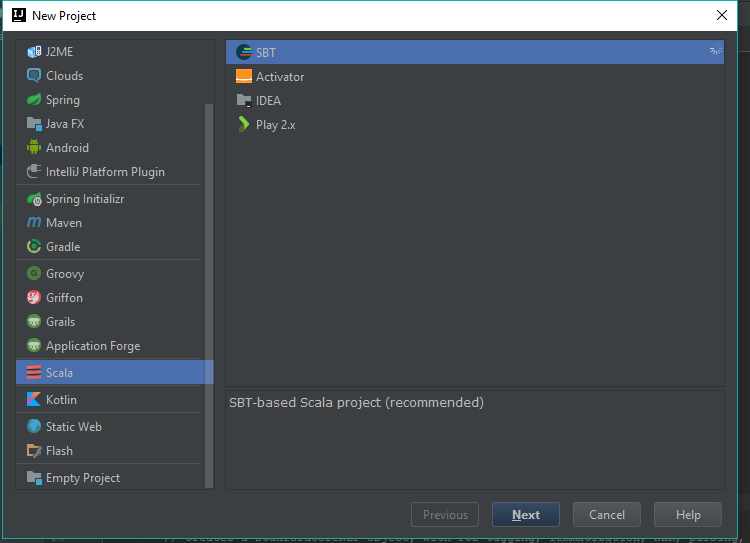 New Project
J2ME
Clouds
Spring
Java FX
Android
IntelliJ Platform Plugin
Spring Initializr
Maven
Gradle
Groovy
Griffon
Grails
Application Forge
Scala
Kotlin
Static Web
Flash
Empty Project
SBT
Activator
IDEA
Play 2.x
SBT-based Scala project (recommended)
Previous
Next
Cancel
Help